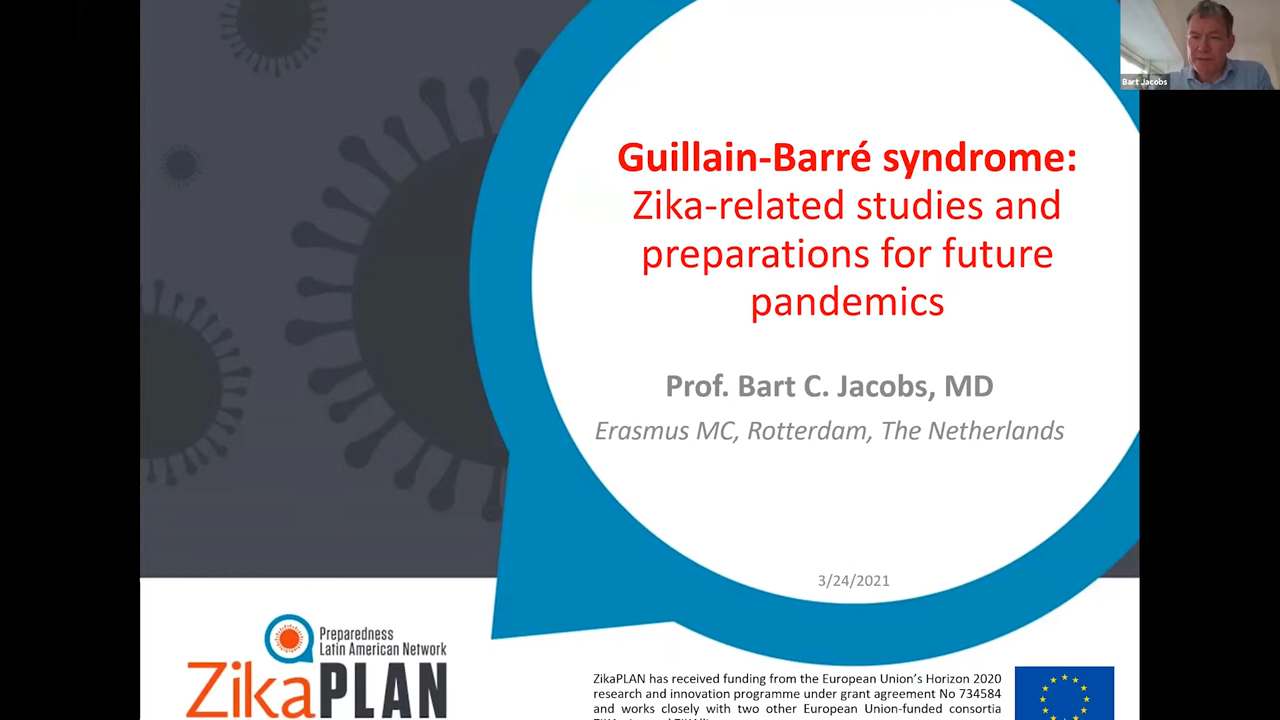 Bart Jacobs
Guillain-Barré syndrome:
Zika-related studies and
preparations for future
pandemics
Prof. Bart C. Jacobs, MD
Erasmus MC, Rotterdam, The Netherlands
3/24/2021
Preparedness
Latin American Network
ZikaPLAN
ZikaPLAN has received funding from the European Union's Horizon 2020
research and innovation programme under grant agreement No 734584
and works closely with two other European Union-funded consortia